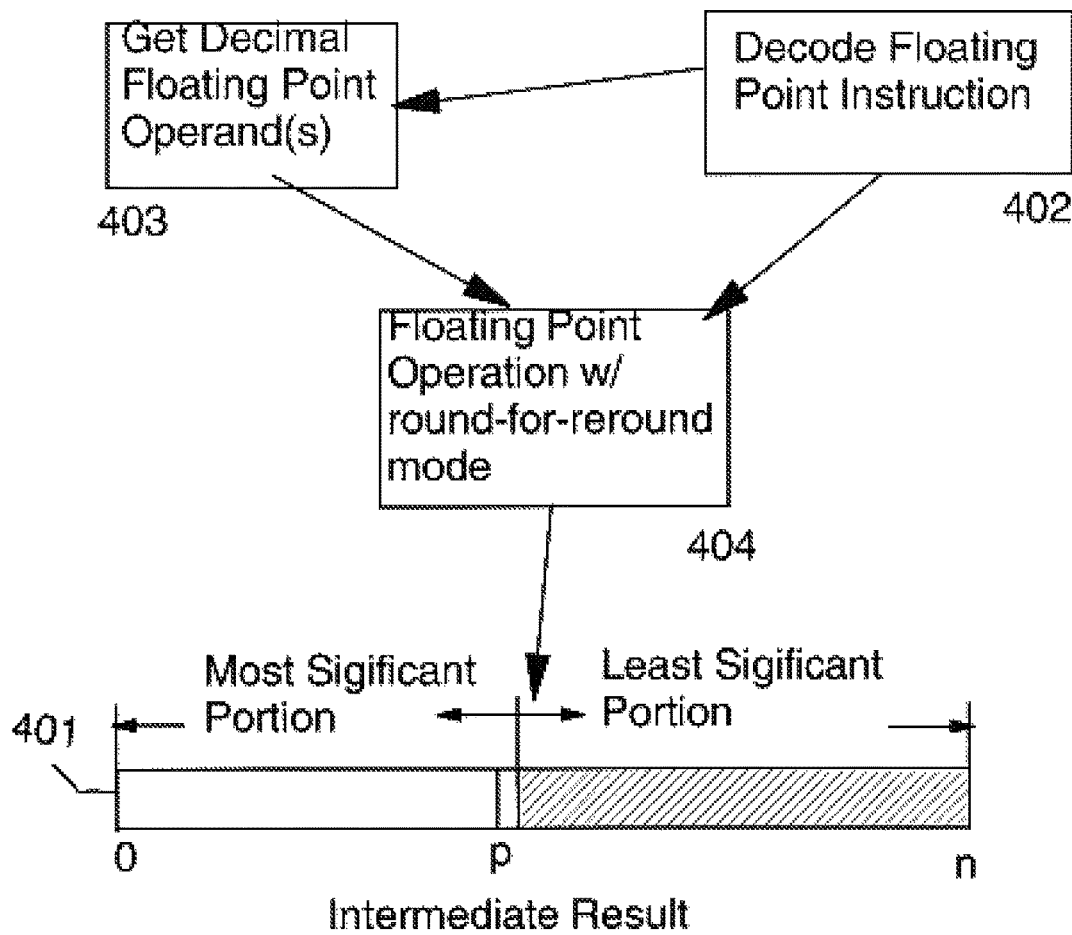 Get Decimal
Floating Point
Operand(s)
403
Decode Floating
Point Instruction
402
Floating Point
Operation w/
round-for-reround
mode
404
Most Sigificant
Portion
Least Sigificant
Portion
401
0
p
n
Intermediate Result